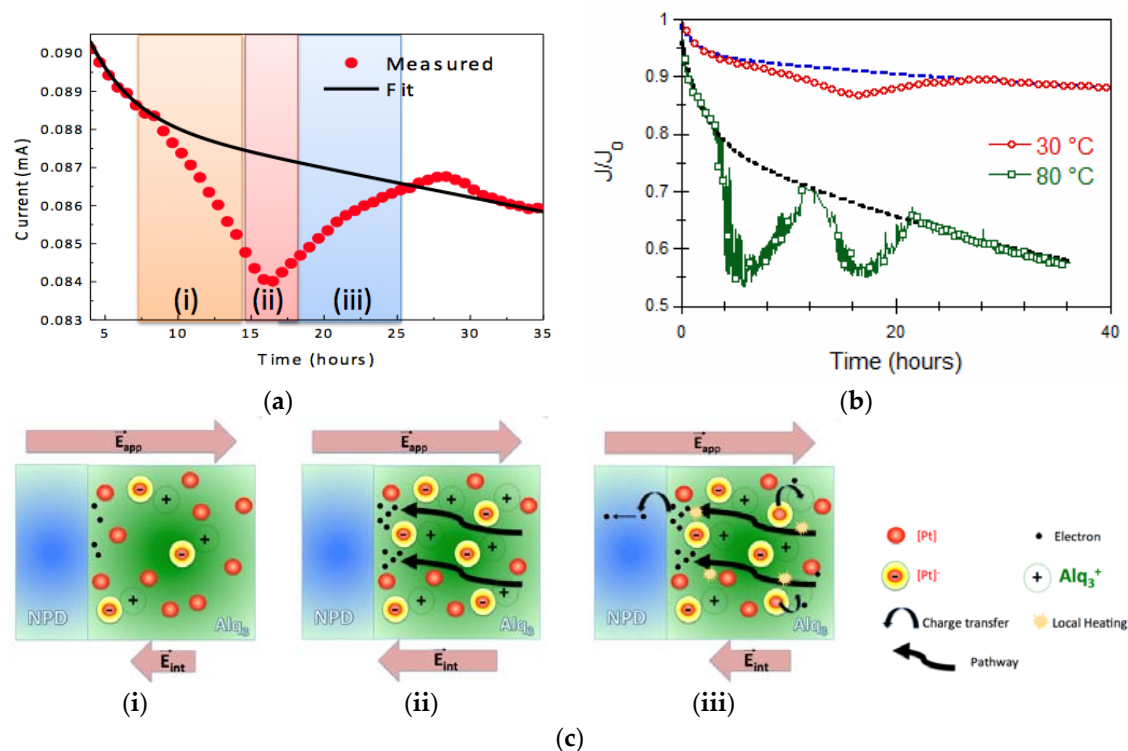 0.090
0.089
0.088
0.087
0.086
0.085
0.084
0.083
Current (mA)
Measured
Fit
(i)
(ii)
(iii)
5
10
15
20
25
30
35
Time (hours)
(a)
(b)
1
0.9
0.8
0.7
0.6
0.5
J/J0
30 °C
80 °C
0
20
40
Time (hours)
Eapp
NPD
Alq3
Eint
(i)
Eapp
NPD
Alq3
Eint
(ii)
Eapp
NPD
Alq3
Eint
(iii)
[Pt]
Electron
[Pt]-
+
Alq3+
Charge transfer
Local Heating
Pathway
(c)